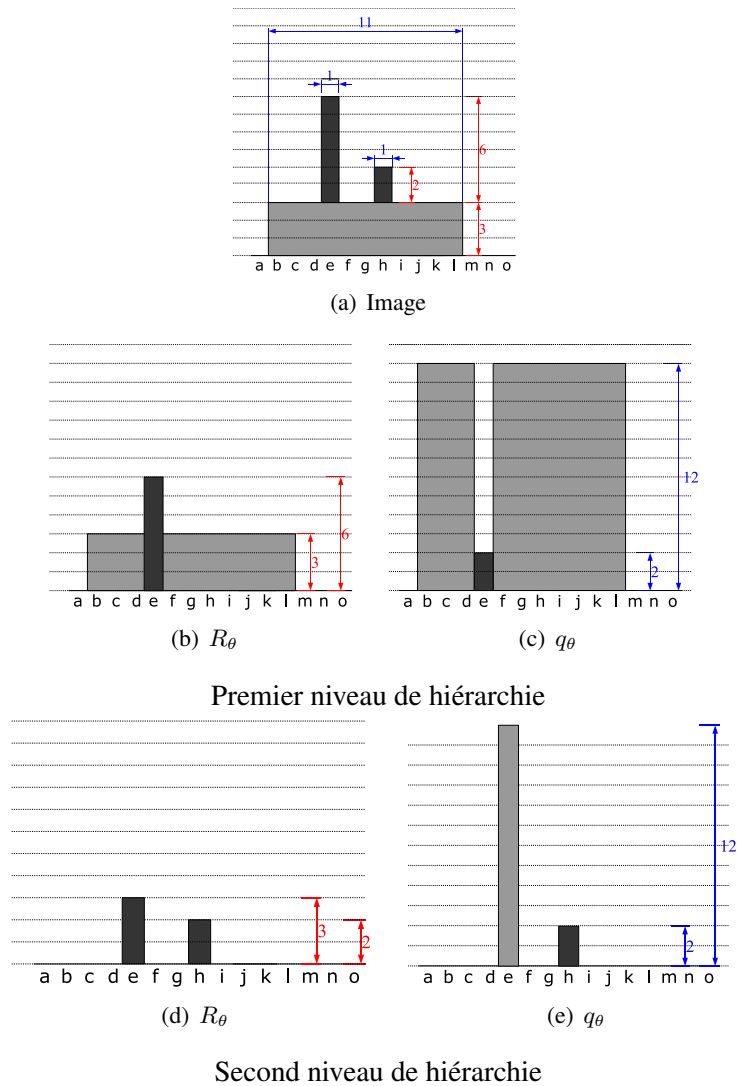 11
1
6
1
2
3
a b c d e f g h i j k l m n o
(a) Image
12
6
3
2
a b c d e f g h i j k l m n o
a b c d e f g h i j k l m n o
(b) Rθ
(c) qθ
Premier niveau de hiérarchie
12
3
2
2
a b c d e f g h i j k l m n o
a b c d e f g h i j k l m n o
(d) Rθ
(e) qθ
Second niveau de hiérarchie